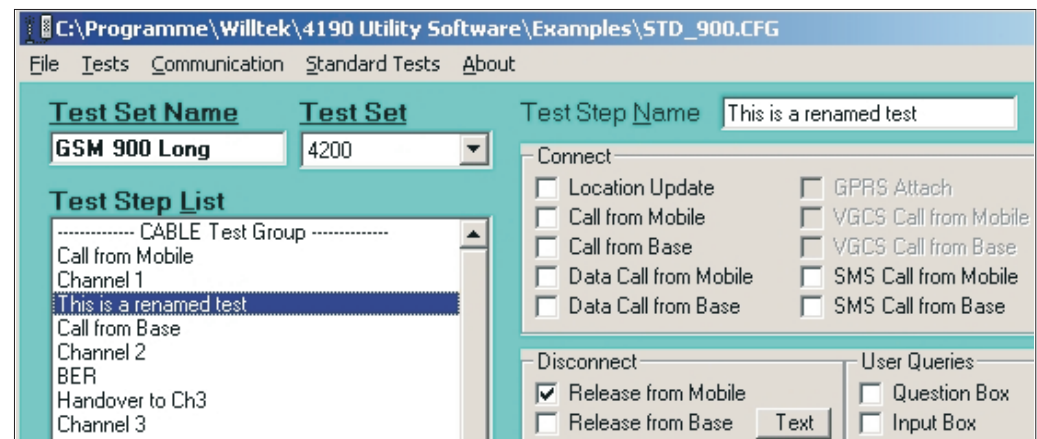 C:\Programme\Willtek\4190 Utility Software\Examples\STD_900.CFG
File Tests Communication Standard Tests About
Test Set Name
GSM 900 Long
Test Set
4200
Test Step List
------------- CABLE Test Group -------------
Call from Mobile
Channel 1
This is a renamed test
Call from Base
Channel 2
BER
Handover to Ch3
Channel 3
Test Step Name
This is a renamed test
Connect
Location Update
Call from Mobile
Call from Base
Data Call from Mobile
Data Call from Base
GPRS Attach
VGCS Call from Mobile
VGCS Call from Base
SMS Call from Mobile
SMS Call from Base
Disconnect
Release from Mobile
Release from Base
Text
User Queries
Question Box
Input Box